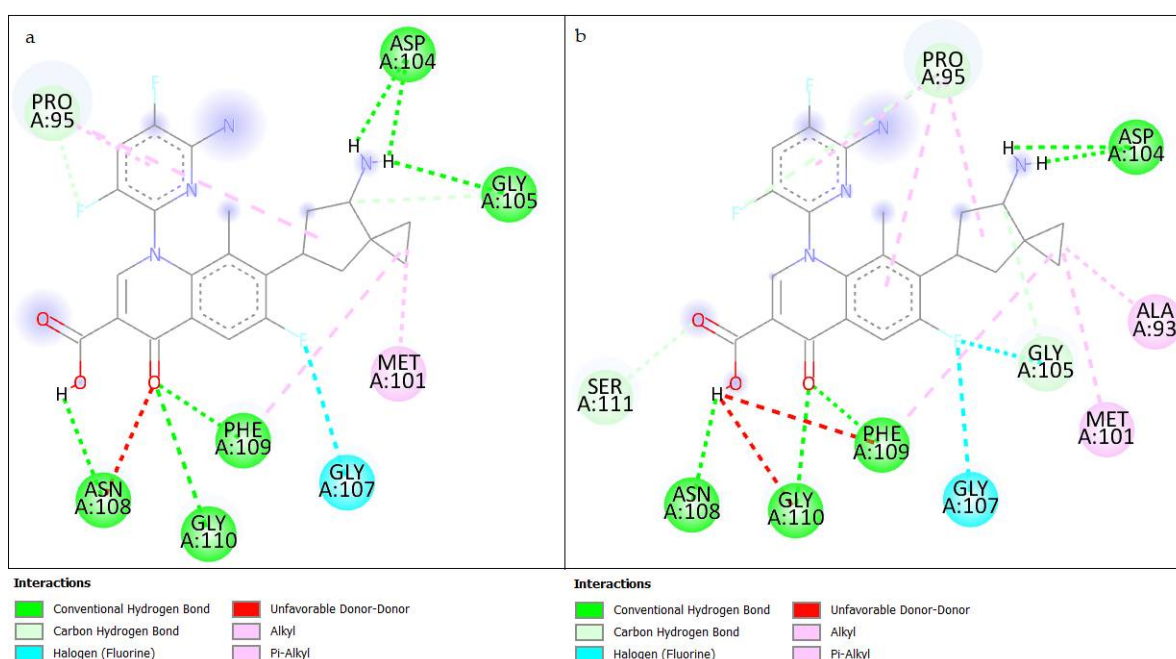 a
ASP
A:104
PRO
A:95
F
N
H
N
H
GLY
A:105
F
N
N
O
F
MET
A:101
H
O
O
PHE
A:109
GLY
A:107
ASN
A:108
GLY
A:110
Interactions
Conventional Hydrogen Bond
Carbon Hydrogen Bond
Halogen (Fluorine)
Unfavorable Donor-Donor
Alkyl
Pi-Alkyl
b
PRO
A:95
F
N
H
N
H
ASP
A:104
F
N
N
O
F
ALA
A:93
GLY
A:105
SER
A:111
H
O
O
MET
A:101
PHE
A:109
ASN
A:108
GLY
A:110
GLY
A:107
Interactions
Conventional Hydrogen Bond
Carbon Hydrogen Bond
Halogen (Fluorine)
Unfavorable Donor-Donor
Alkyl
Pi-Alkyl